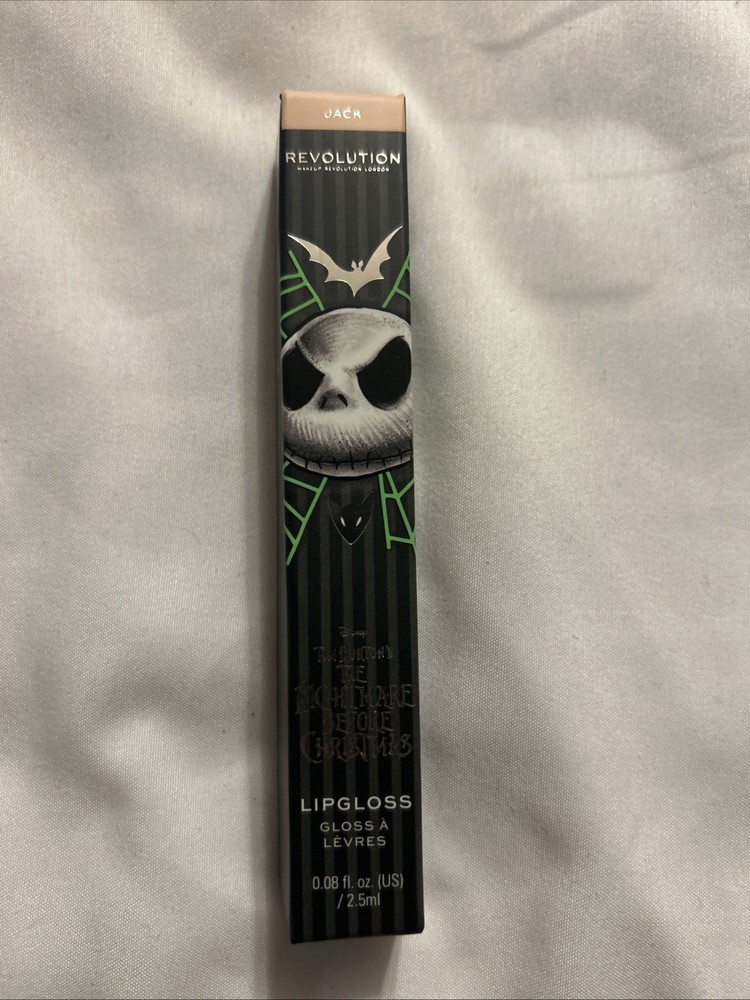 JACK
REVOLUTION
MAKEUP REVOLUTION LONDON
Disney
TIM BURTON'S
THE
NIGHTMARE
BEFORE
CHRISTMAS
LIPGLOSS
GLOSS À
LÈVRES
0.08 fl. oz. (US)
/ 2.5ml